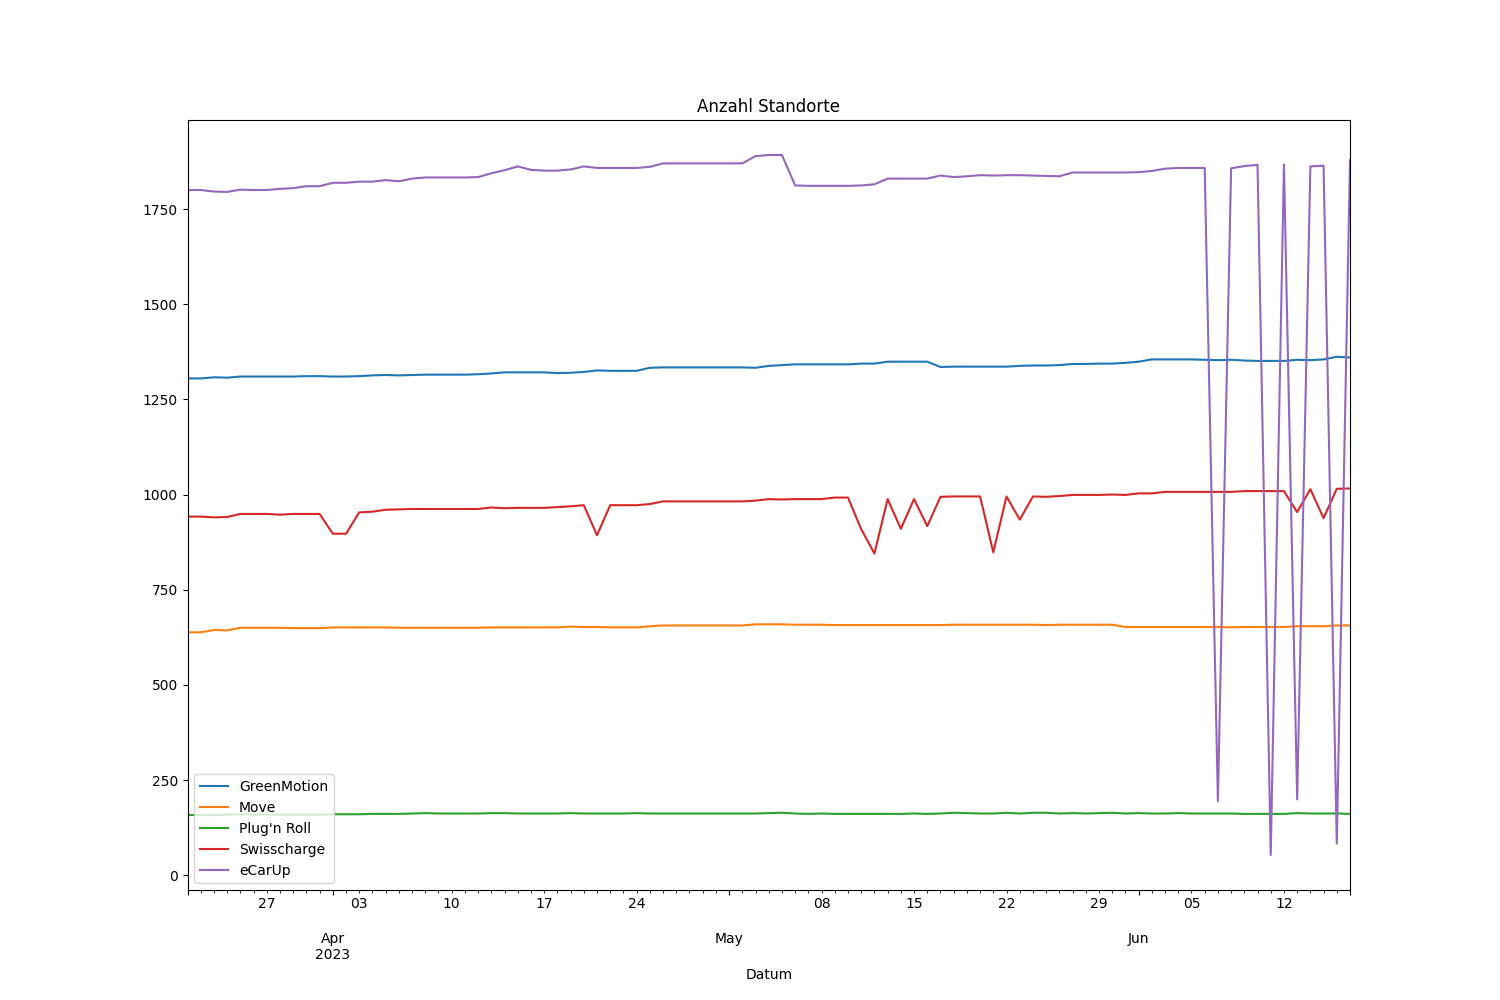 Anzahl Standorte
1750
1500
1250
1000
750
500
250
0
GreenMotion
Move
Plug'n Roll
Swisscharge
eCarUp
27 03 10 17 24 08 15 22 29 05 12
Apr May Jun
2023
Datum